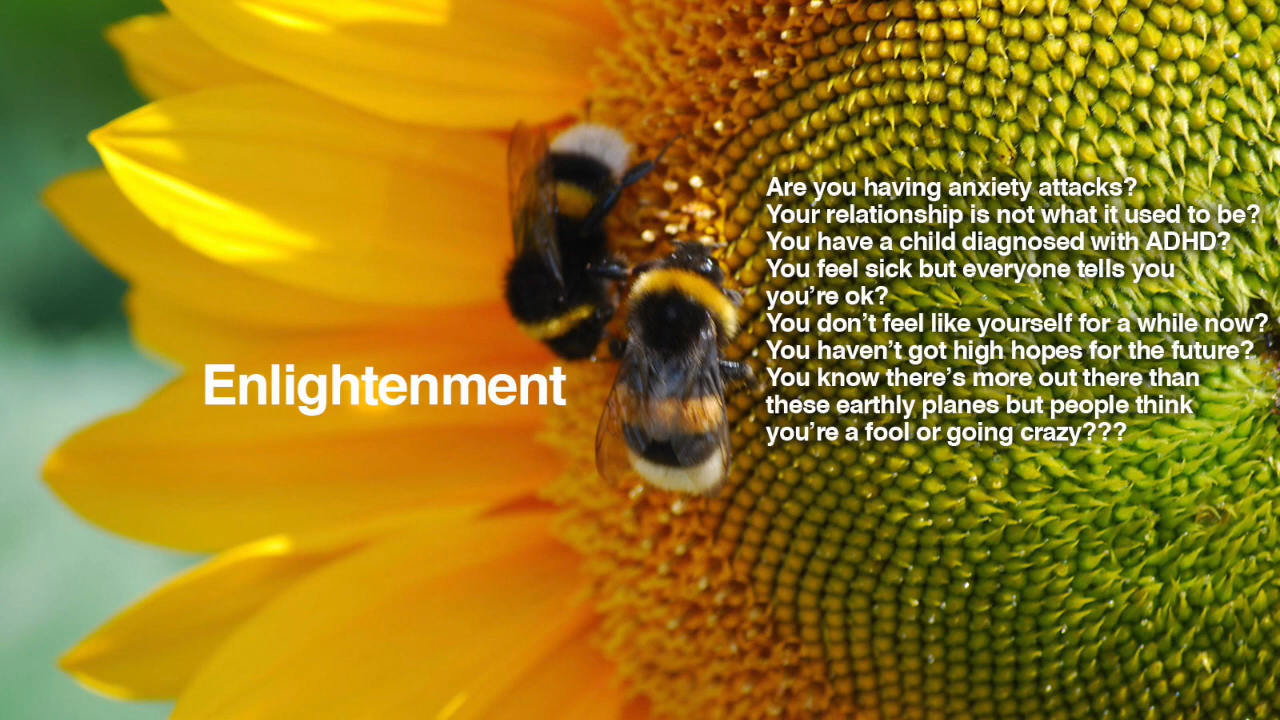 Enlightenment
Are you having anxiety attacks?
Your relationship is not what it used to be?
You have a child diagnosed with ADHD?
You feel sick but everyone tells you
you’re ok?
You don’t feel like yourself for a while now?
You haven’t got high hopes for the future?
You know there’s more out there than
these earthly planes but people think
you’re a fool or going crazy???